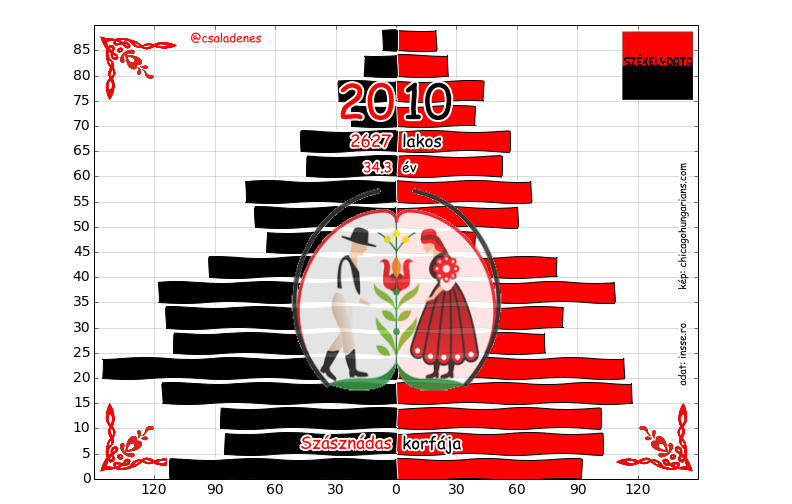 @csaladenes
SZÉKELYDATA
2010
2627 lakos
34.3 év
kép: chicagohungarians.com
adat: insse.ro
Szásznádas korfája
85
80
75
70
65
60
55
50
45
40
35
30
25
20
15
10
5
0
120 90 60 30 0 30 60 90 120